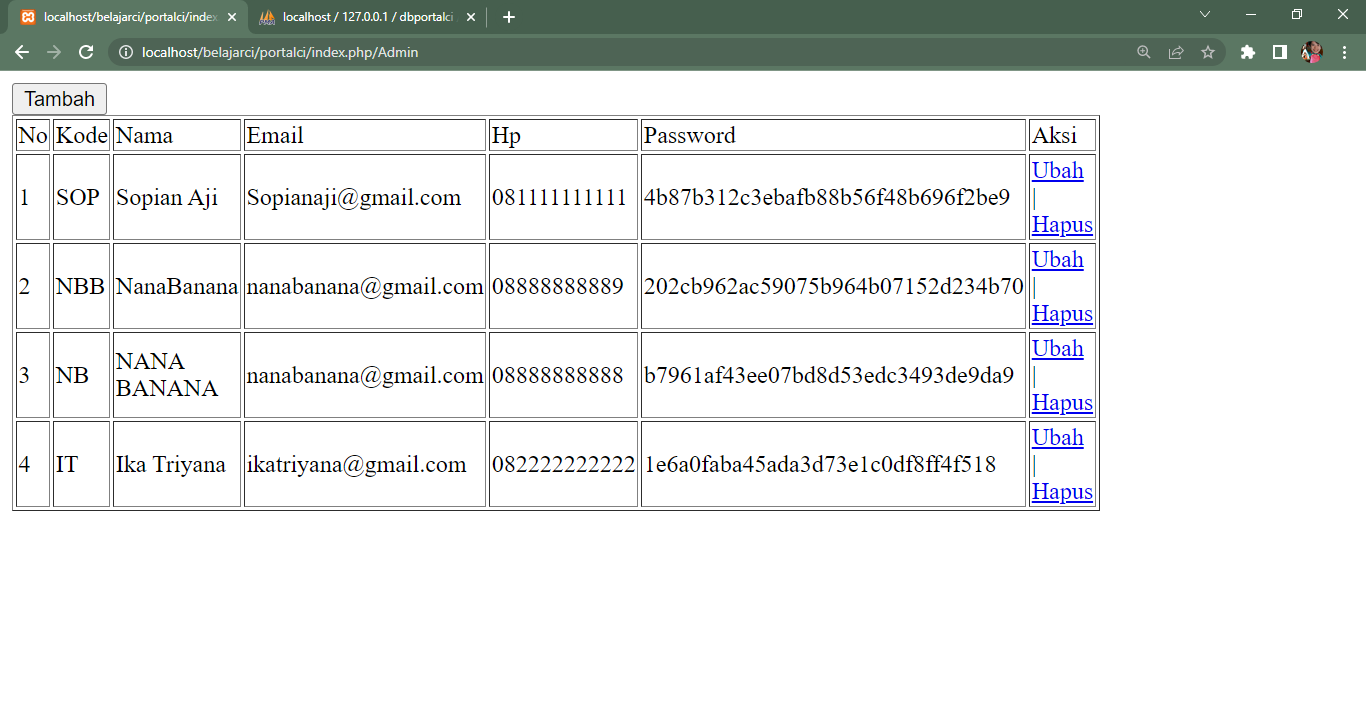 localhost/belajarci/portalci/index
localhost / 127.0.0.1 / dbportalci
localhost/belajarci/portalci/index.php/Admin
Tambah
No Kode Nama Email Hp Password Aksi
1 SOP Sopian Aji Sopianaji@gmail.com 081111111111 4b87b312c3ebafb88b56f48b696f2be9 Ubah
|
Hapus
2 NBB NanaBanana nanabanana@gmail.com 08888888889 202cb962ac59075b964b07152d234b70 Ubah
|
Hapus
3 NB NANA
BANANA nanabanana@gmail.com 08888888888 b7961af43ee07bd8d53edc3493de9da9 Ubah
|
Hapus
4 IT Ika Triyana ikatriyana@gmail.com 082222222222 1e6a0faba45ada3d73e1c0df8ff4f518 Ubah
|
Hapus